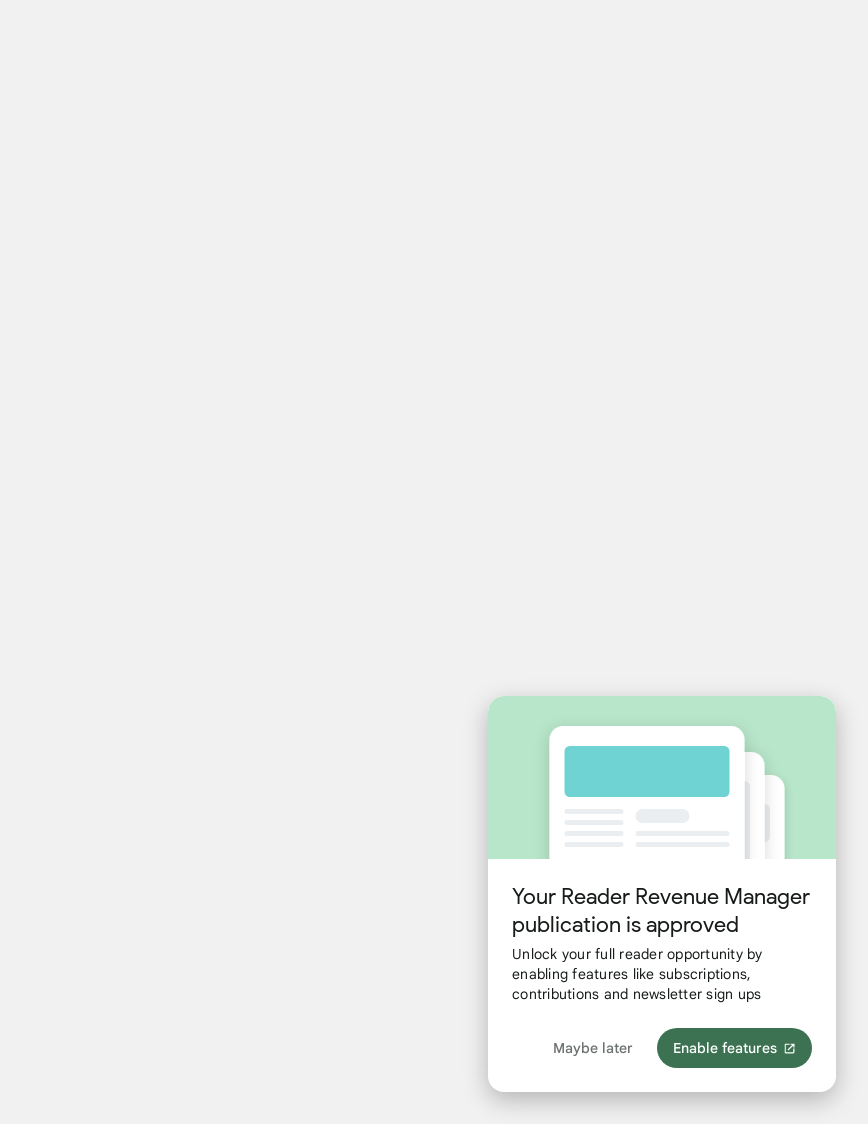 Your Reader Revenue Manager
publication is approved
Unlock your full reader opportunity by
enabling features like subscriptions,
contributions and newsletter sign ups
Maybe later
Enable features